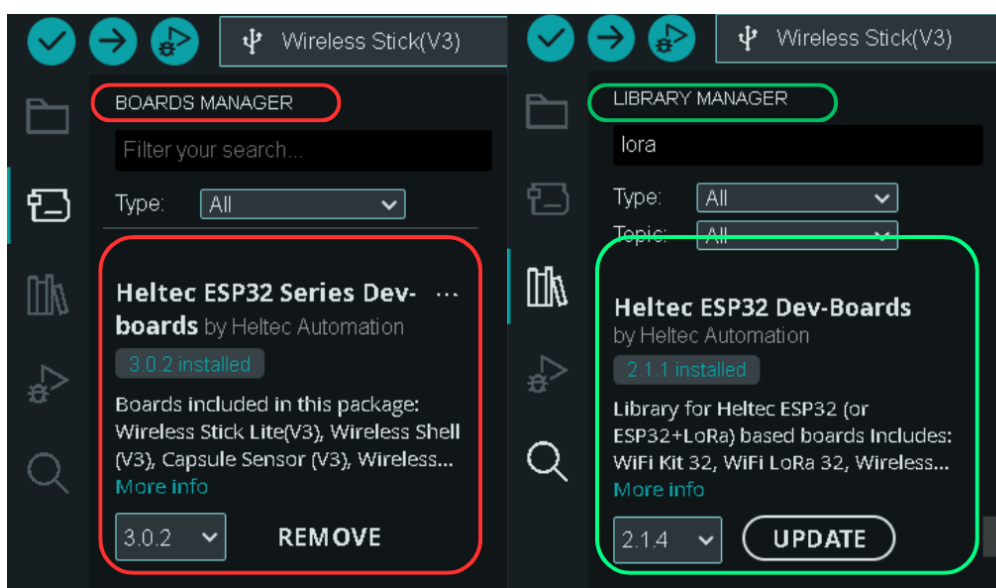 Wireless Stick(V3)
BOARDS MANAGER
Filter your search...
Type: All
Heltec ESP32 Series Dev-
boards by Heltec Automation
3.0.2 installed
Boards included in this package:
Wireless Stick Lite(V3), Wireless Shell
(V3), Capsule Sensor (V3), Wireless...
More info
3.0.2 REMOVE
Wireless Stick(V3)
LIBRARY MANAGER
lora
Type: All
Topic: All
Heltec ESP32 Dev-Boards
by Heltec Automation
2.1.1 installed
Library for Heltec ESP32 (or
ESP32+LoRa) based boards Includes:
WiFi Kit 32, WiFi LoRa 32, Wireless...
More info
2.1.4 UPDATE